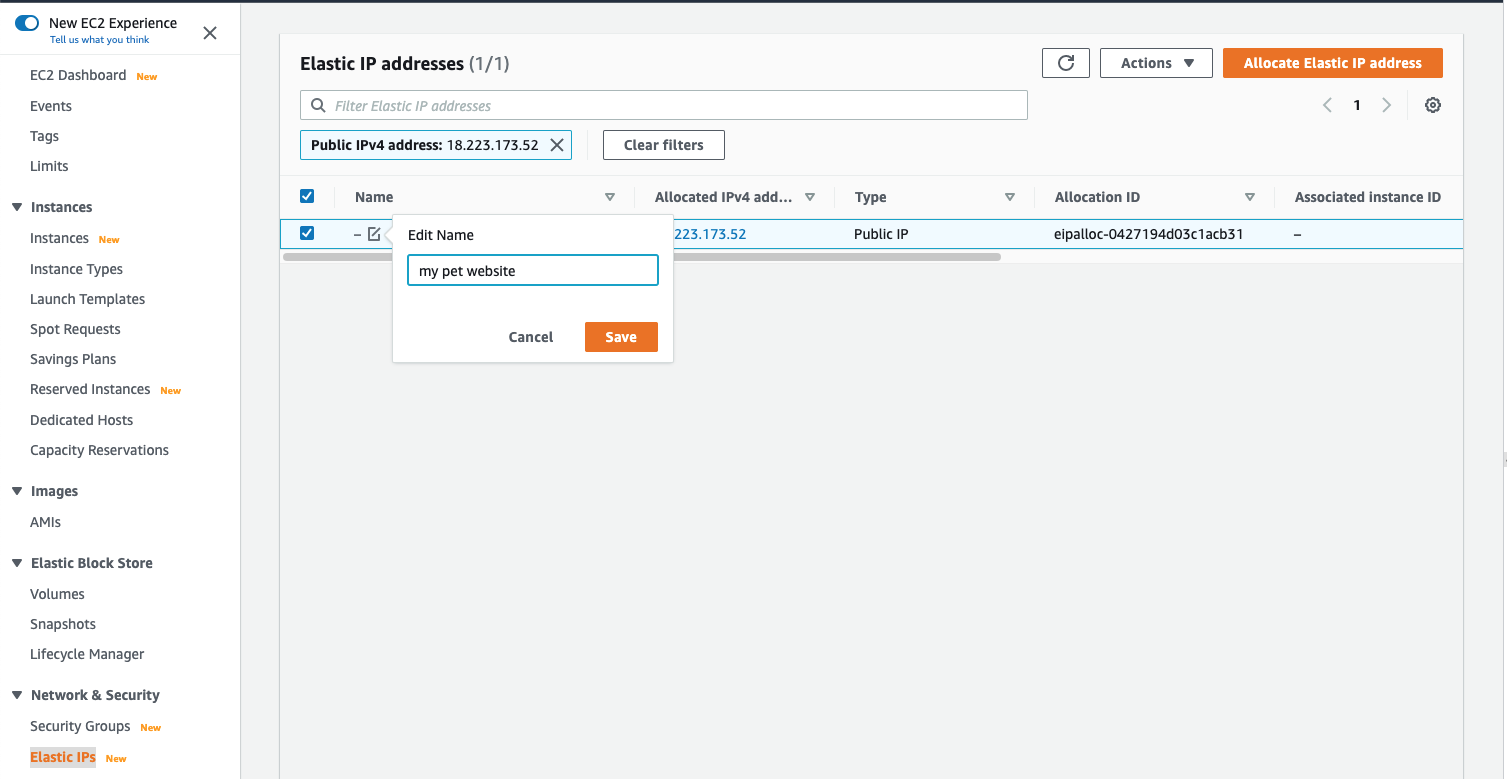 New EC2 Experience
Tell us what you think
EC2 Dashboard New
Events
Tags
Limits
Instances
Instances New
Instance Types
Launch Templates
Spot Requests
Savings Plans
Reserved Instances New
Dedicated Hosts
Capacity Reservations
Images
AMIs
Elastic Block Store
Volumes
Snapshots
Lifecycle Manager
Network & Security
Security Groups New
Elastic IPs New
Elastic IP addresses (1/1)
Actions
Allocate Elastic IP address
Filter Elastic IP addresses
1
Public IPv4 address: 18.223.173.52
Clear filters
Name Allocated IPv4 add... Type Allocation ID Associated instance ID
– 223.173.52 Public IP eipalloc-0427194d03c1acb31 –
Edit Name
my pet website
Cancel Save